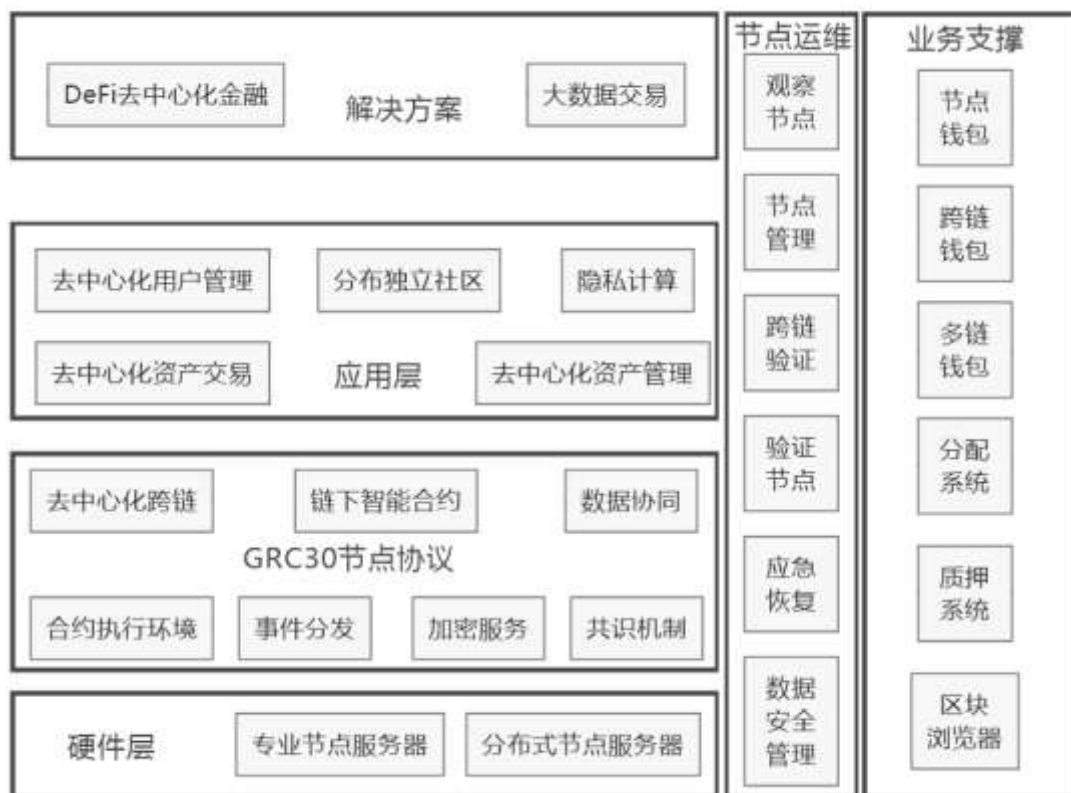 DeFi去中心化金融
解决方案
大数据交易
去中心化用户管理
分布独立社区
隐私计算
去中心化资产交易
应用层
去中心化资产管理
去中心化跨链
链下智能合约
数据协同
GRC30节点协议
合约执行环境
事件分发
加密服务
共识机制
硬件层
专业节点服务器
分布式节点服务器
节点运维
观察
节点
节点
管理
跨链
验证
验证
节点
应急
恢复
数据
安全
管理
业务支撑
节点
钱包
跨链
钱包
多链
钱包
分配
系统
质押
系统
区块
浏览器